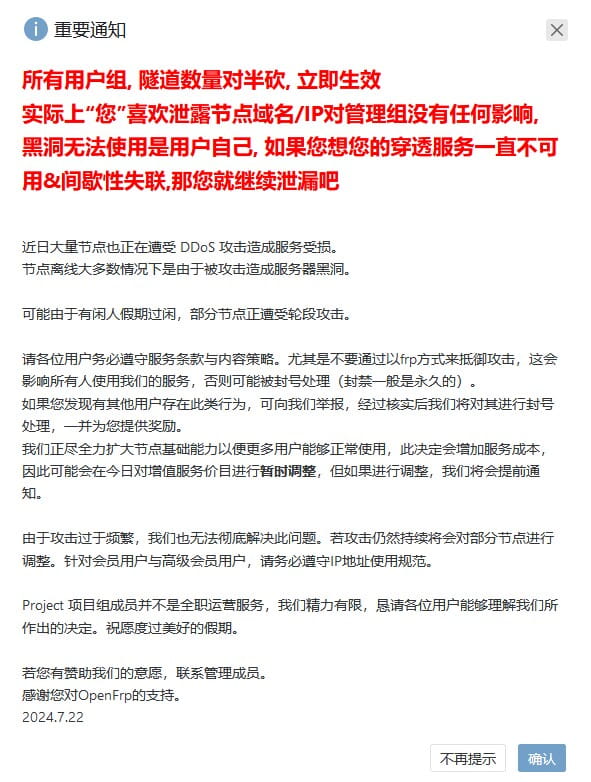 重要通知
所有用户组, 隧道数量对半砍, 立即生效
实际上“您”喜欢泄露节点域名/IP对管理组没有任何影响,
黑洞无法使用是用户自己, 如果您想您的穿透服务一直不可
用&间歇性失联,那您就继续泄漏吧
近日大量节点也正在遭受 DDoS 攻击造成服务受损。
节点离线大多数情况下是由于被攻击造成服务器黑洞。
可能由于有闲人假期过闲，部分节点正遭受轮段攻击。
请各位用户务必遵守服务条款与内容策略。尤其是不要通过以frp方式来抵御攻击，这会
影响所有人使用我们的服务，否则可能被封号处理（封禁一般是永久的）。
如果您发现有其他用户存在此类行为，可向我们举报，经过核实后我们将对其进行封号
处理，一并为您提供奖励。
我们正尽全力扩大节点基础能力以便更多用户能够正常使用，此决定会增加服务成本，
因此可能会在今日对增值服务价目进行暂时调整，但如果进行调整，我们将会提前通
知。
由于攻击过于频繁，我们也无法彻底解决此问题。若攻击仍然持续将会对部分节点进行
调整。针对会员用户与高级会员用户，请务必遵守IP地址使用规范。
Project 项目组成员并不是全职运营服务，我们精力有限，恳请各位用户能够理解我们所
作出的决定。祝愿度过美好的假期。
若您有赞助我们的意愿，联系管理成员。
感谢您对OpenFrp的支持。
2024.7.22
不再提示
确认